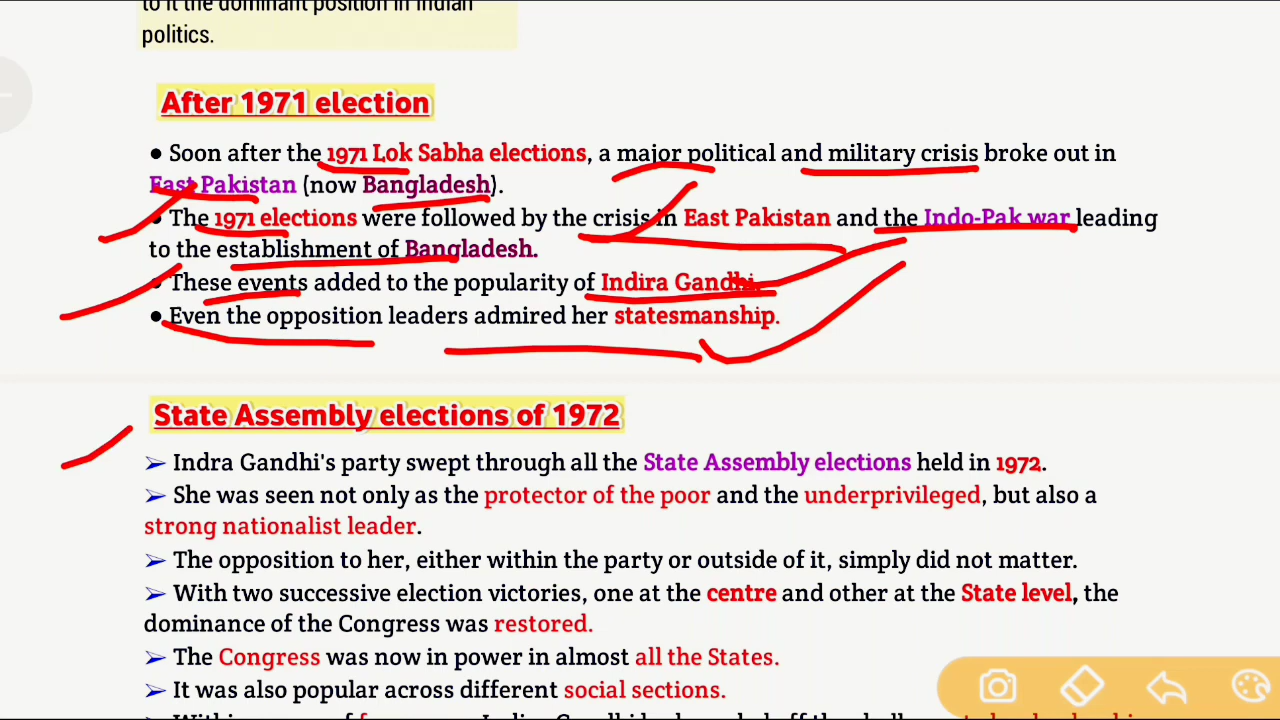 to it the dominant position in Indian
politics.
After 1971 election
● Soon after the 1971 Lok Sabha elections, a major political and military crisis broke out in
East Pakistan (now Bangladesh).
● The 1971 elections were followed by the crisis in East Pakistan and the Indo-Pak war leading
to the establishment of Bangladesh.
● These events added to the popularity of Indira Gandhi.
● Even the opposition leaders admired her statesmanship.
State Assembly elections of 1972
➢ Indra Gandhi's party swept through all the State Assembly elections held in 1972.
➢ She was seen not only as the protector of the poor and the underprivileged, but also a
strong nationalist leader.
➢ The opposition to her, either within the party or outside of it, simply did not matter.
➢ With two successive election victories, one at the centre and other at the State level, the
dominance of the Congress was restored.
➢ The Congress was now in power in almost all the States.
➢ It was also popular across different social sections.